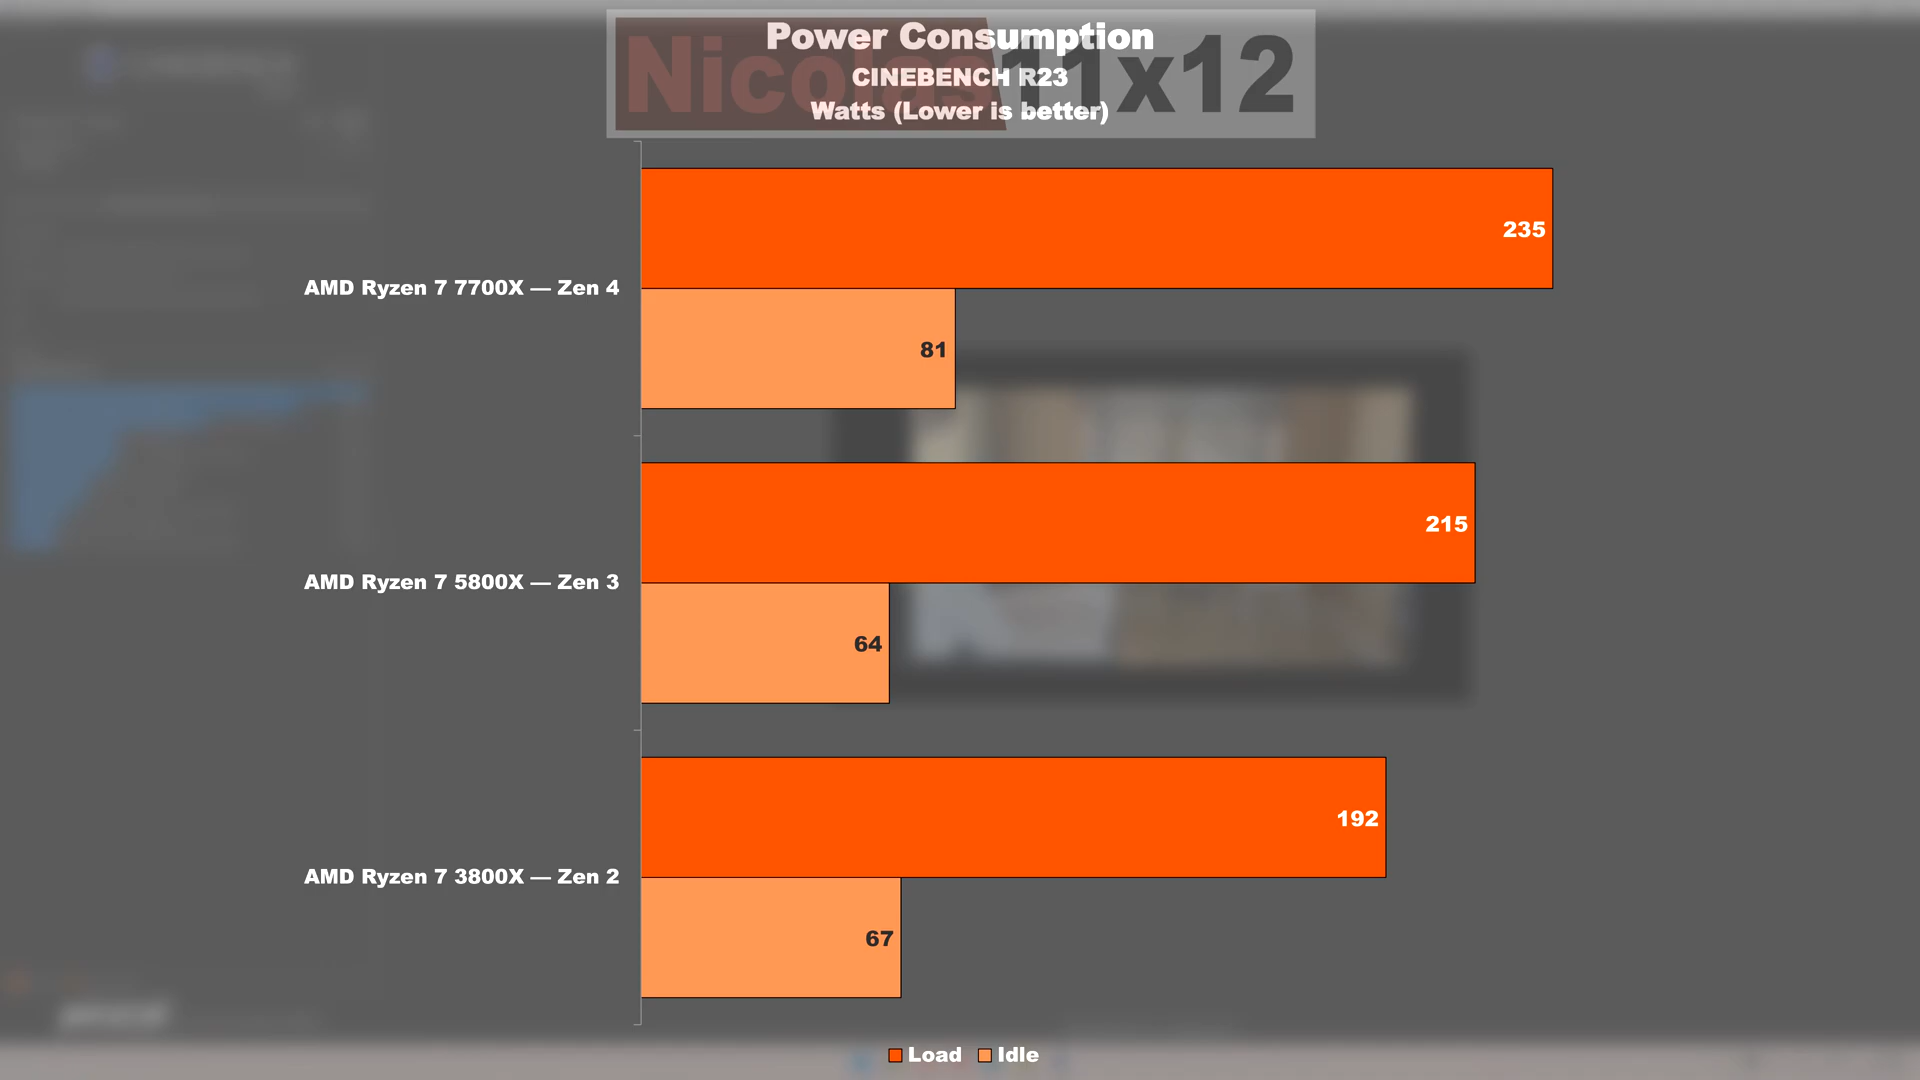 Nicolas11x12
Power Consumption
CINEBENCH R23
Watts (Lower is better)
235
AMD Ryzen 7 7700X — Zen 4
81
215
AMD Ryzen 7 5800X — Zen 3
64
192
AMD Ryzen 7 3800X — Zen 2
67
Load Idle